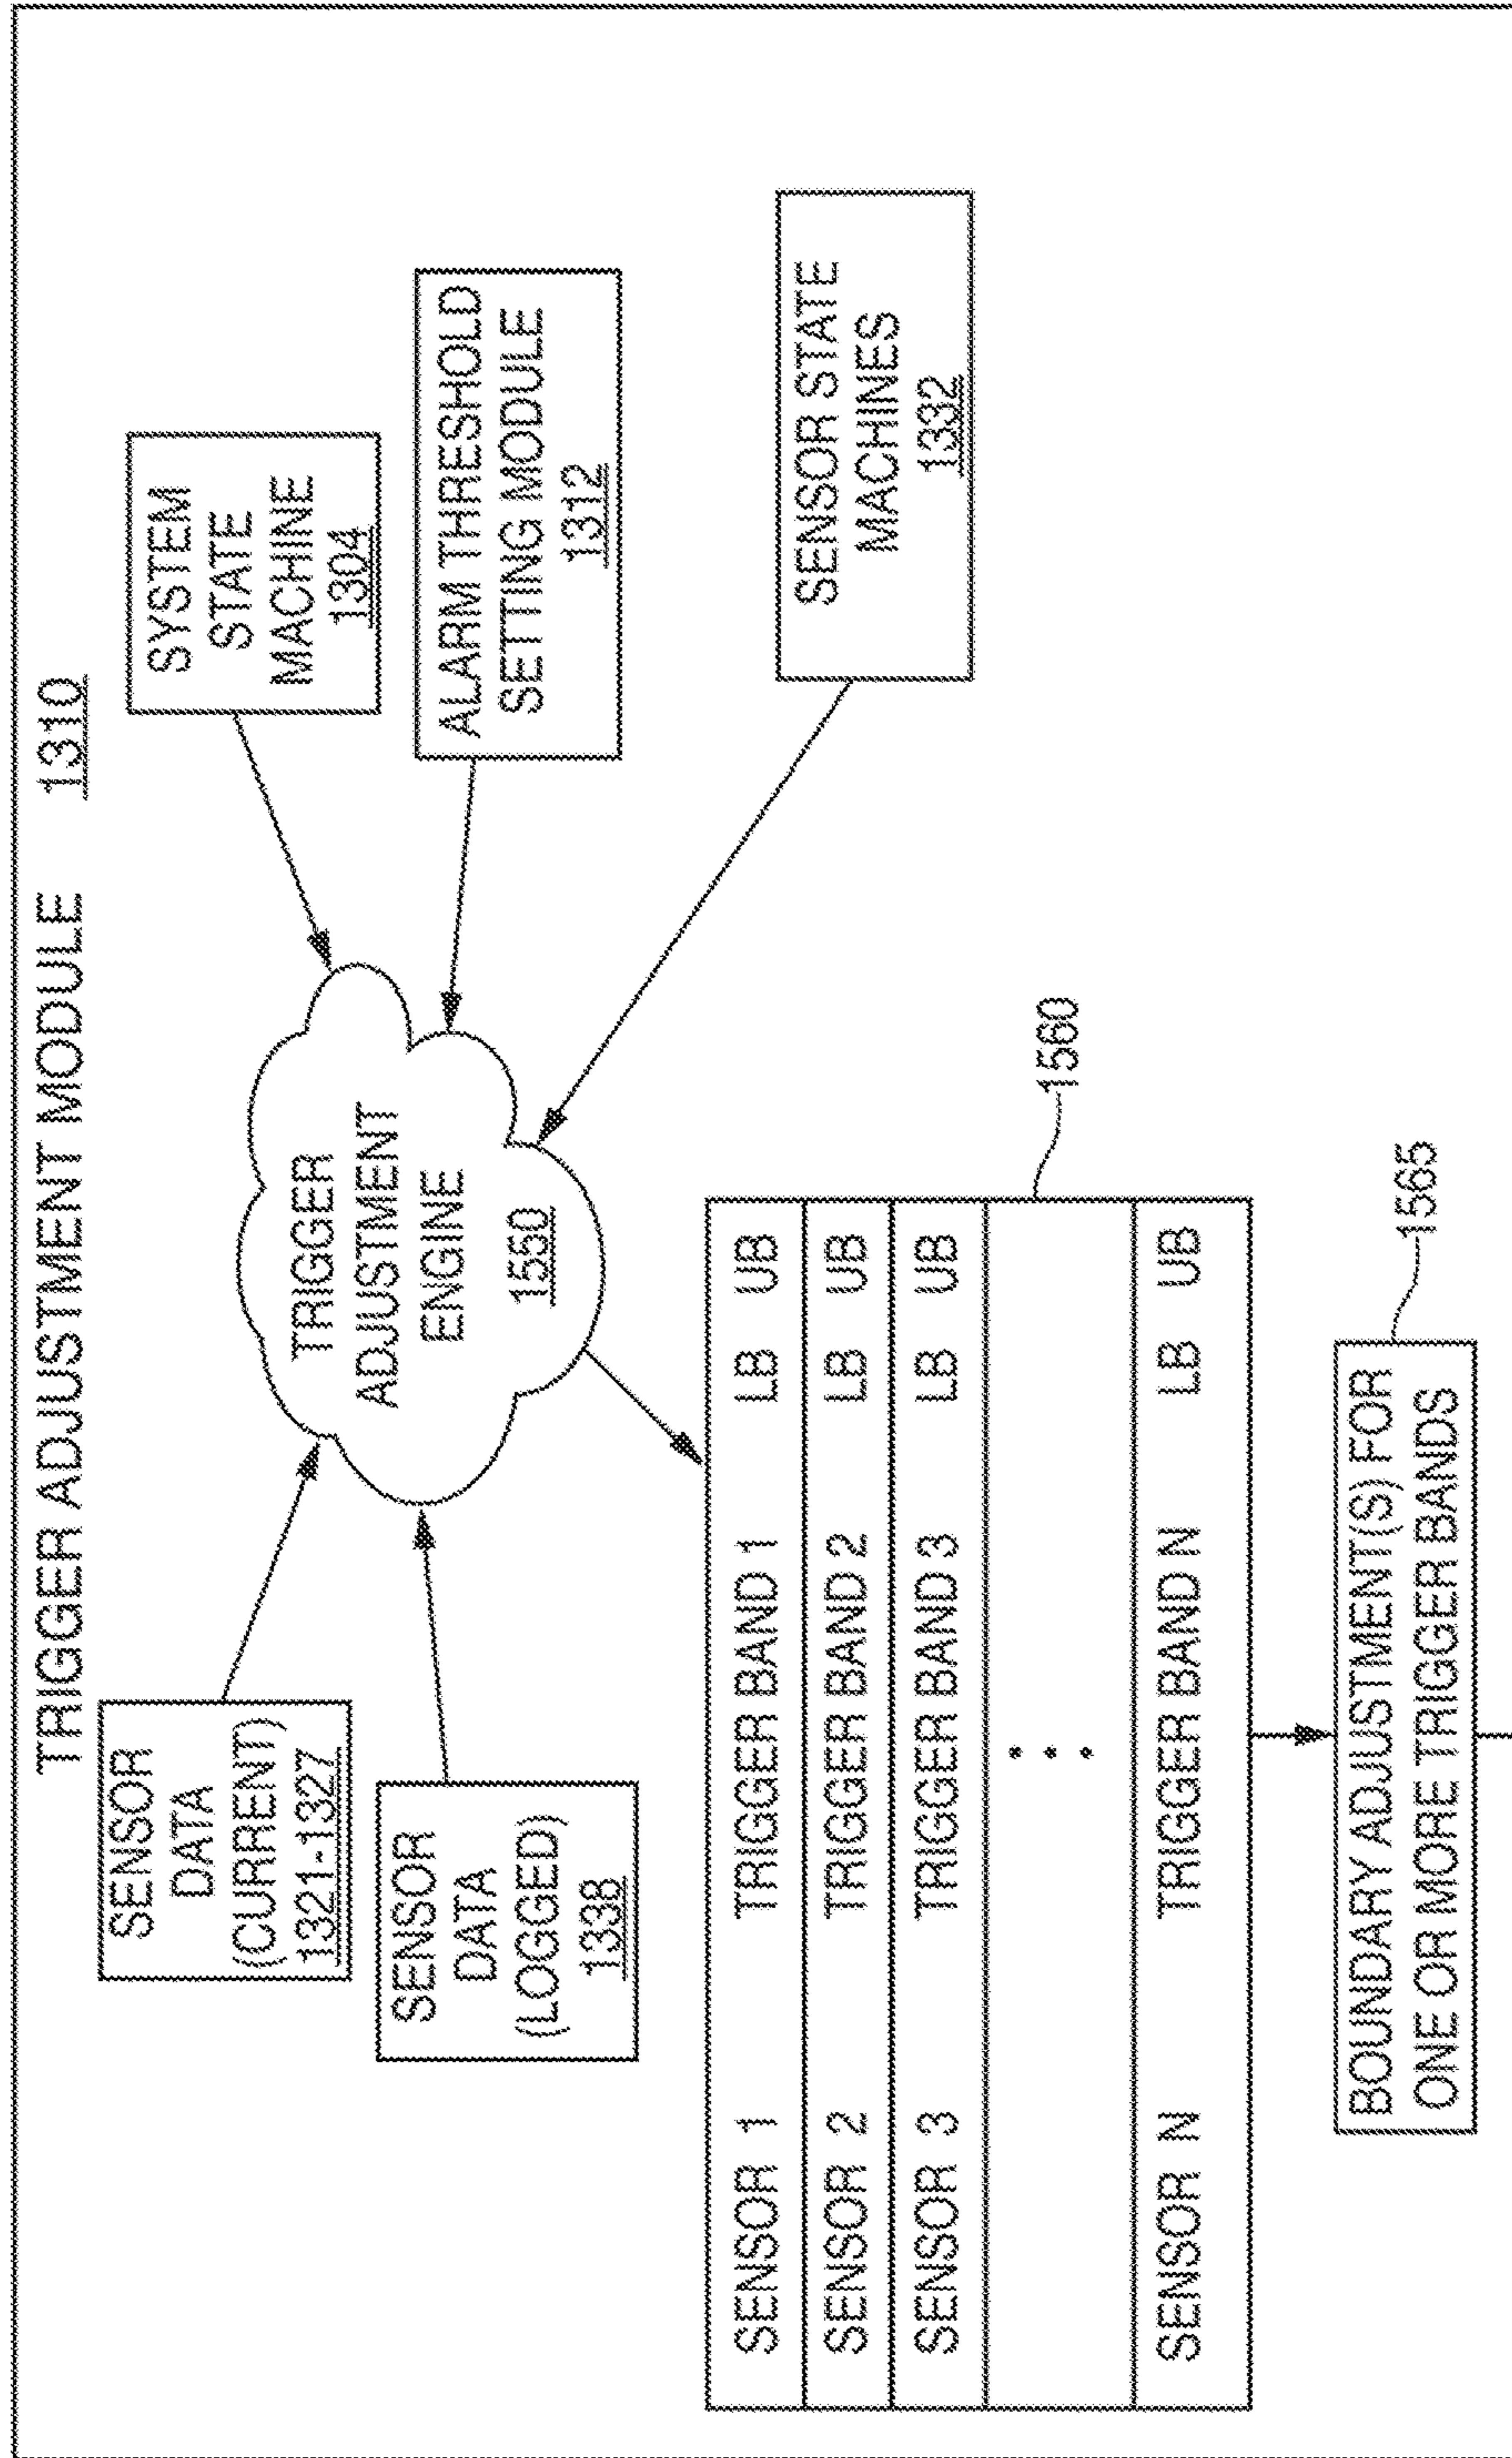 TRIGGER ADJUSTMENT MODULE 1310
SENSOR
DATA
(CURRENT)
1321-1327
SENSOR
DATA
(LOGGED)
1338
TRIGGER
ADJUSTMENT
ENGINE
1550
SYSTEM
STATE
MACHINE
1304
ALARM THRESHOLD
SETTING MODULE
1312
SENSOR STATE
MACHINES
1332
SENSOR 1 TRIGGER BAND 1 LB UB
SENSOR 2 TRIGGER BAND 2 LB UB
SENSOR 3 TRIGGER BAND 3 LB UB
• • •
SENSOR N TRIGGER BAND N LB UB
1560
BOUNDARY ADJUSTMENT(S) FOR
ONE OR MORE TRIGGER BANDS
1565